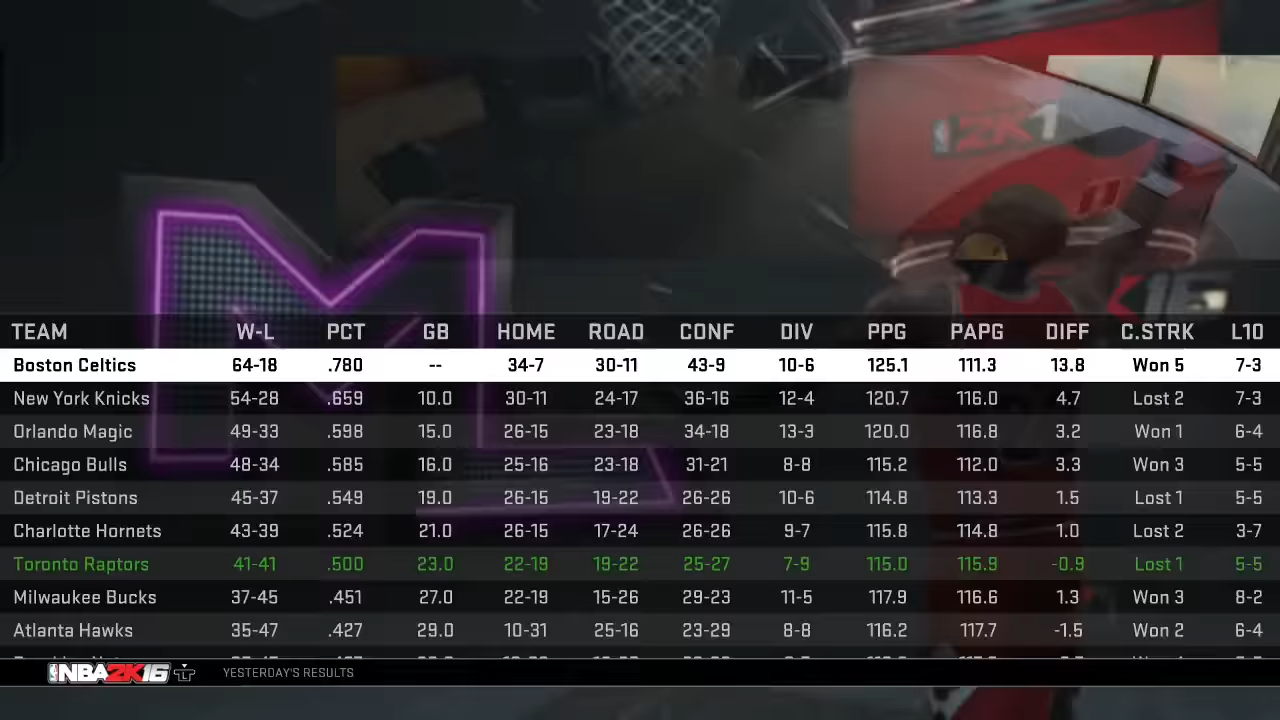 2K1
TEAM W-L PCT GB HOME ROAD CONF DIV PPG PAPG DIFF C.STRK L10
Boston Celtics 64-18 .780 -- 34-7 30-11 43-9 10-6 125.1 111.3 13.8 Won 5 7-3
New York Knicks 54-28 .659 10.0 30-11 24-17 36-16 12-4 120.7 116.0 4.7 Lost 2 7-3
Orlando Magic 49-33 .598 15.0 26-15 23-18 34-18 13-3 120.0 116.8 3.2 Won 1 6-4
Chicago Bulls 48-34 .585 16.0 25-16 23-18 31-21 8-8 115.2 112.0 3.3 Won 3 5-5
Detroit Pistons 45-37 .549 19.0 26-15 19-22 26-26 10-6 114.8 113.3 1.5 Lost 1 5-5
Charlotte Hornets 43-39 .524 21.0 26-15 17-24 26-26 9-7 115.8 114.8 1.0 Lost 2 3-7
Toronto Raptors 41-41 .500 23.0 22-19 19-22 25-27 7-9 115.0 115.9 -0.9 Lost 1 5-5
Milwaukee Bucks 37-45 .451 27.0 22-19 15-26 29-23 11-5 117.9 116.6 1.3 Won 3 8-2
Atlanta Hawks 35-47 .427 29.0 10-31 25-16 23-29 8-8 116.2 117.7 -1.5 Won 2 6-4
NBA2K16 YESTERDAY'S RESULTS